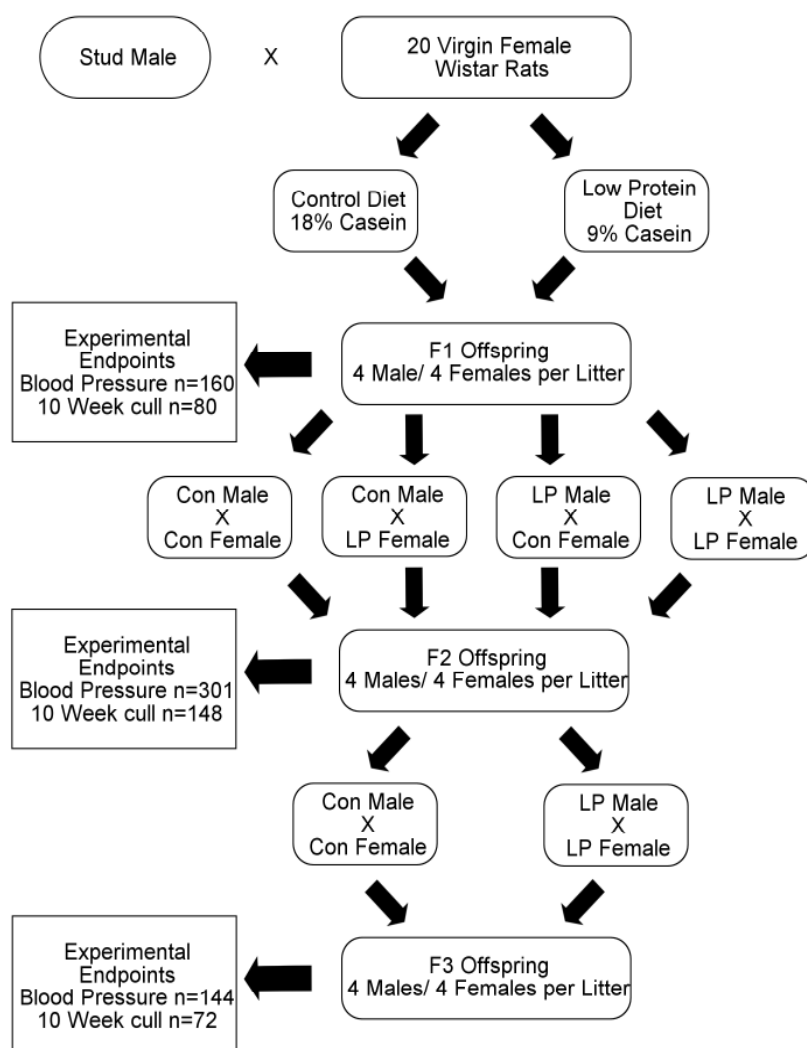 Stud Male
X
20 Virgin Female
Wistar Rats
Control Diet
18% Casein
Low Protein
Diet
9% Casein
Experimental
Endpoints
Blood Pressure n=160
10 Week cull n=80
F1 Offspring
4 Male/ 4 Females per Litter
Con Male
X
Con Female
Con Male
X
LP Female
LP Male
X
Con Female
LP Male
X
LP Female
Experimental
Endpoints
Blood Pressure n=301
10 Week cull n=148
F2 Offspring
4 Males/ 4 Females per Litter
Con Male
X
Con Female
LP Male
X
LP Female
Experimental
Endpoints
Blood Pressure n=144
10 Week cull n=72
F3 Offspring
4 Males/ 4 Females per Litter